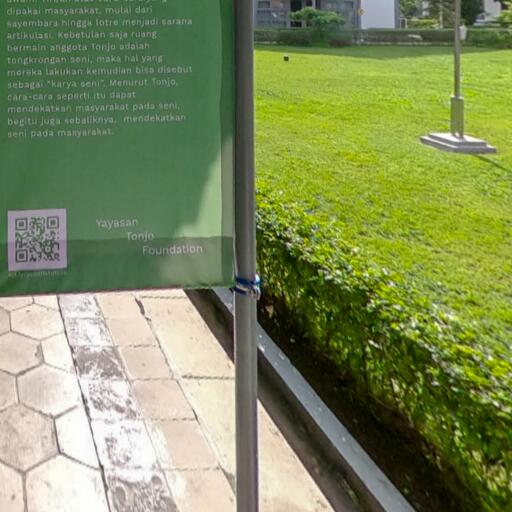 dipakai masyarakat, mulai dari
sayembara hingga lotre menjadi sarana
artikulasi. Kebetulan saja ruang
bermain anggota Tonjo adalah
tongkrongan seni, maka hal yang
mereka lakukan kemudian bisa disebut
sebagai "karya seni". Menurut Tonjo,
cara-cara seperti itu dapat
mendekatkan masyarakat pada seni,
begitu juga sebaliknya, mendekatkan
seni pada masyarakat.
Yayasan
Tonjo
Foundation